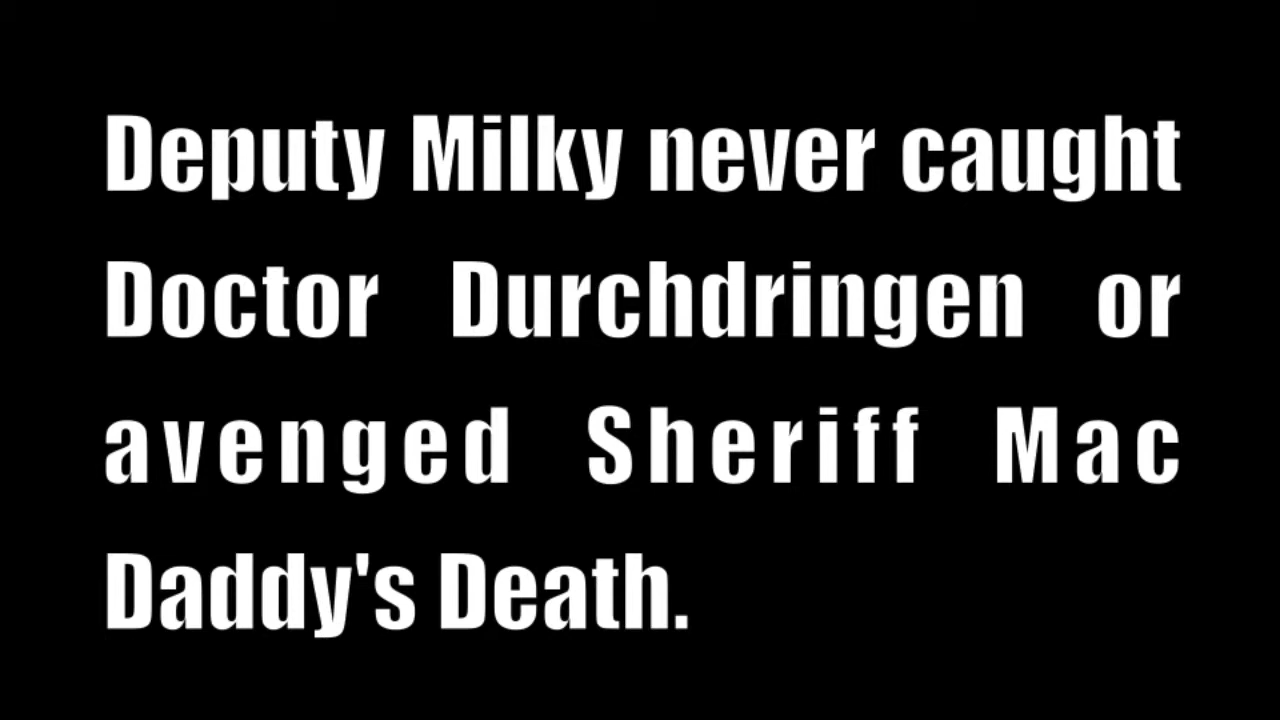 Deputy Milky never caught
Doctor Durchdringen or
avenged Sheriff Mac
Daddy's Death.